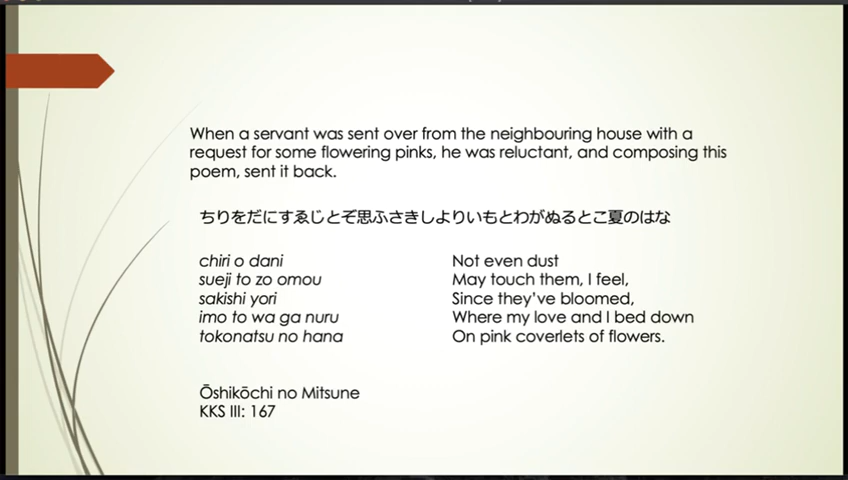 When a servant was sent over from the neighbouring house with a
request for some flowering pinks, he was reluctant, and composing this
poem, sent it back.
ちりをだにすゑじとぞ思ふさきしよりいもとわがぬるとこ夏のはな
chiri o dani
sueji to zo omou
sakishi yori
imo to wa ga nuru
tokonatsu no hana
Not even dust
May touch them, I feel,
Since they've bloomed,
Where my love and I bed down
On pink coverlets of flowers.
Ōshikōchi no Mitsune
KKS III: 167